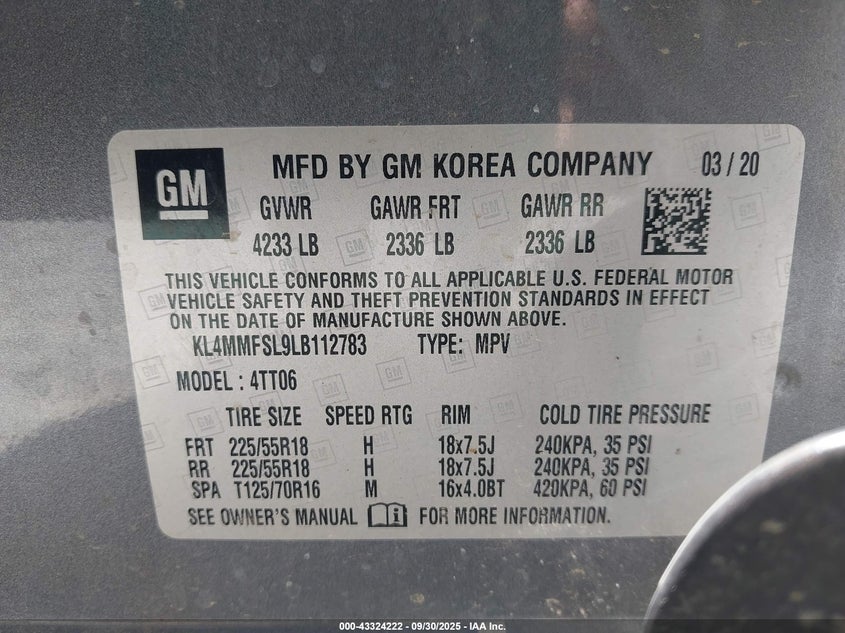 GM
MFD BY GM KOREA COMPANY 03 / 20
GVWR GAWR FRT GAWR RR
4233 LB 2336 LB 2336 LB
THIS VEHICLE CONFORMS TO ALL APPLICABLE U.S. FEDERAL MOTOR
VEHICLE SAFETY AND THEFT PREVENTION STANDARDS IN EFFECT
ON THE DATE OF MANUFACTURE SHOWN ABOVE.
KL4MMFSL9LB112783 TYPE: MPV
MODEL : 4TT06
TIRE SIZE SPEED RTG RIM COLD TIRE PRESSURE
FRT 225/55R18 H 18x7.5J 240KPA, 35 PSI
RR 225/55R18 H 18x7.5J 240KPA, 35 PSI
SPA T125/70R16 M 16x4.0BT 420KPA, 60 PSI
SEE OWNER'S MANUAL i FOR MORE INFORMATION.
000-43324222 - 09/30/2025 - IAA Inc.